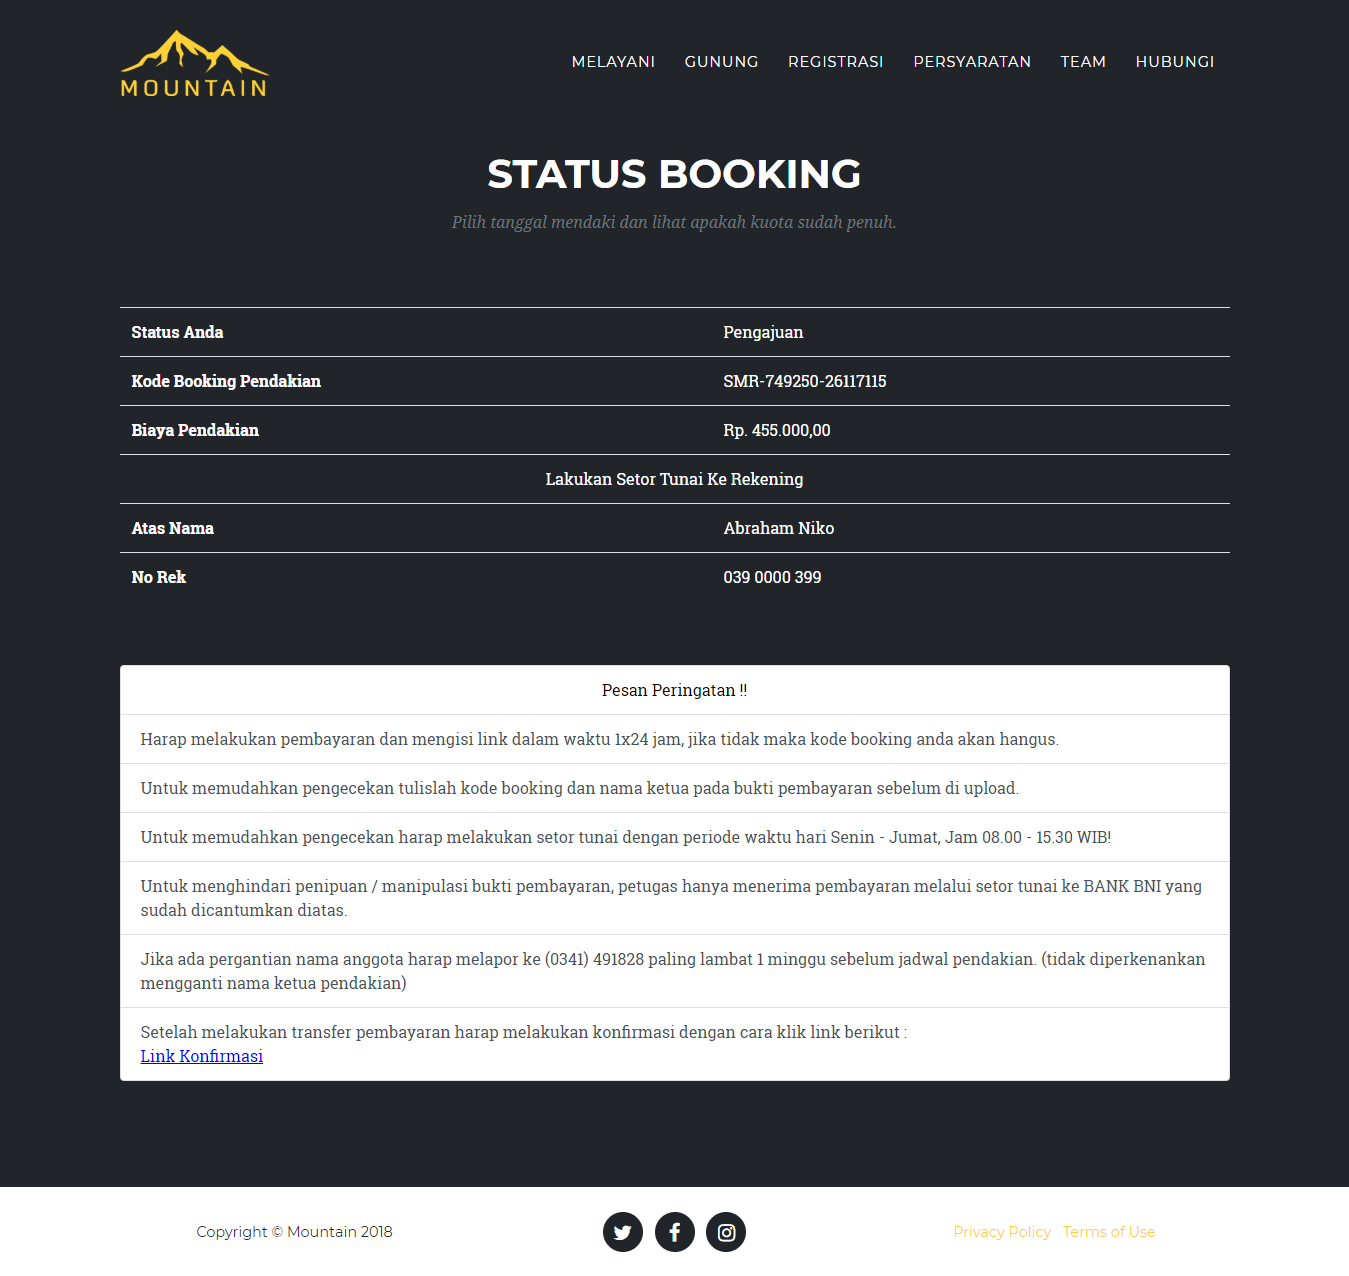 MOUNTAIN
MELAYANI GUNUNG REGISTRASI PERSYARATAN TEAM HUBUNGI
STATUS BOOKING
Pilih tanggal mendaki dan lihat apakah kuota sudah penuh.
Status Anda Pengajuan
Kode Booking Pendakian SMR-749250-26117115
Biaya Pendakian Rp. 455.000,00
Lakukan Setor Tunai Ke Rekening
Atas Nama Abraham Niko
No Rek 039 0000 399
Pesan Peringatan !!
Harap melakukan pembayaran dan mengisi link dalam waktu 1x24 jam, jika tidak maka kode booking anda akan hangus.
Untuk memudahkan pengecekan tulislah kode booking dan nama ketua pada bukti pembayaran sebelum di upload.
Untuk memudahkan pengecekan harap melakukan setor tunai dengan periode waktu hari Senin - Jumat, Jam 08.00 - 15.30 WIB!
Untuk menghindari penipuan / manipulasi bukti pembayaran, petugas hanya menerima pembayaran melalui setor tunai ke BANK BNI yang
sudah dicantumkan diatas.
Jika ada pergantian nama anggota harap melapor ke (0341) 491828 paling lambat 1 minggu sebelum jadwal pendakian. (tidak diperkenankan
mengganti nama ketua pendakian)
Setelah melakukan transfer pembayaran harap melakukan konfirmasi dengan cara klik link berikut :
Link Konfirmasi
Copyright © Mountain 2018 Privacy Policy Terms of Use